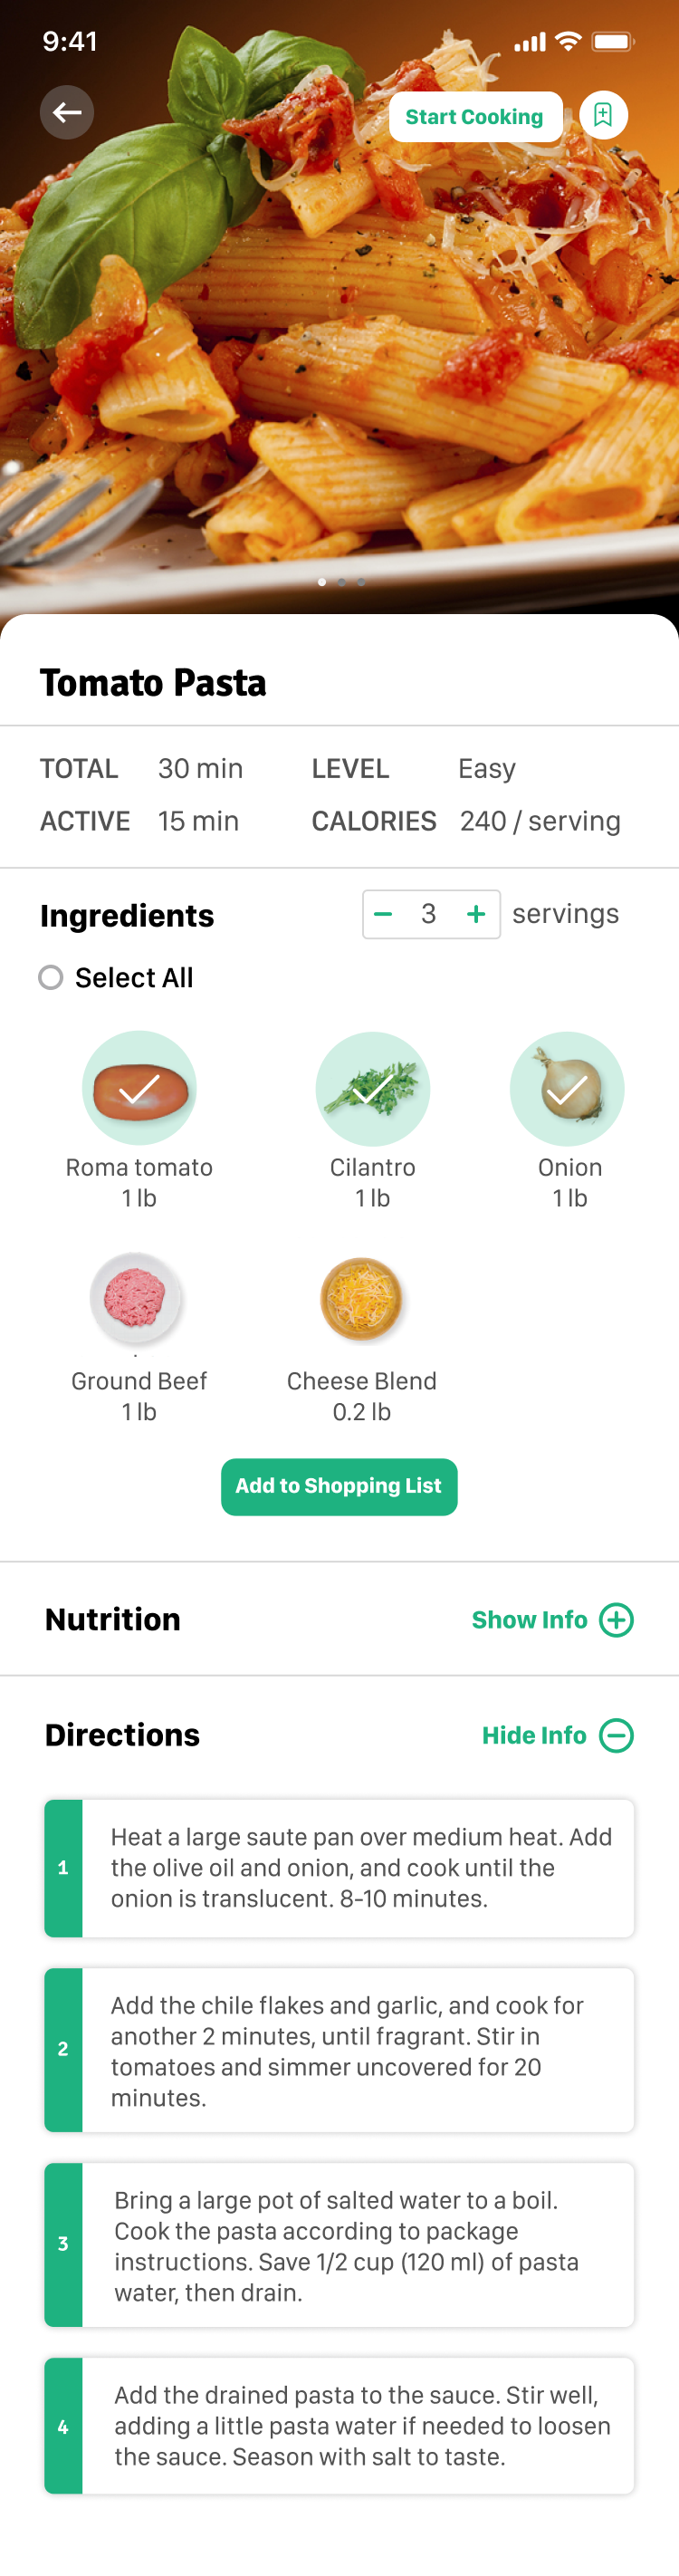 9:41
Start Cooking
Tomato Pasta
TOTAL 30 min LEVEL Easy
ACTIVE 15 min CALORIES 240 / serving
Ingredients − 3 + servings
Select All
Roma tomato Cilantro Onion
1 lb 1 lb 1 lb
Ground Beef Cheese Blend
1 lb 0.2 lb
Add to Shopping List
Nutrition Show Info
Directions Hide Info
1
Heat a large saute pan over medium heat. Add
the olive oil and onion, and cook until the
onion is translucent. 8-10 minutes.
2
Add the chile flakes and garlic, and cook for
another 2 minutes, until fragrant. Stir in
tomatoes and simmer uncovered for 20
minutes.
3
Bring a large pot of salted water to a boil.
Cook the pasta according to package
instructions. Save 1/2 cup (120 ml) of pasta
water, then drain.
4
Add the drained pasta to the sauce. Stir well,
adding a little pasta water if needed to loosen
the sauce. Season with salt to taste.